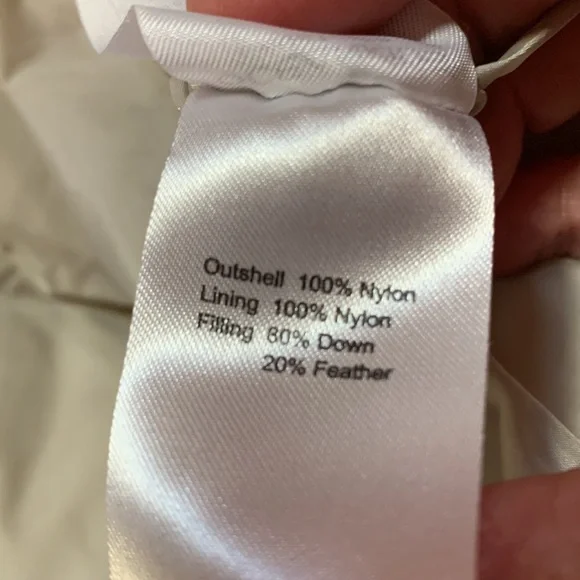 Outshell 100% Nylon
Lining 100% Nylon
Filling 80% Down
20% Feather